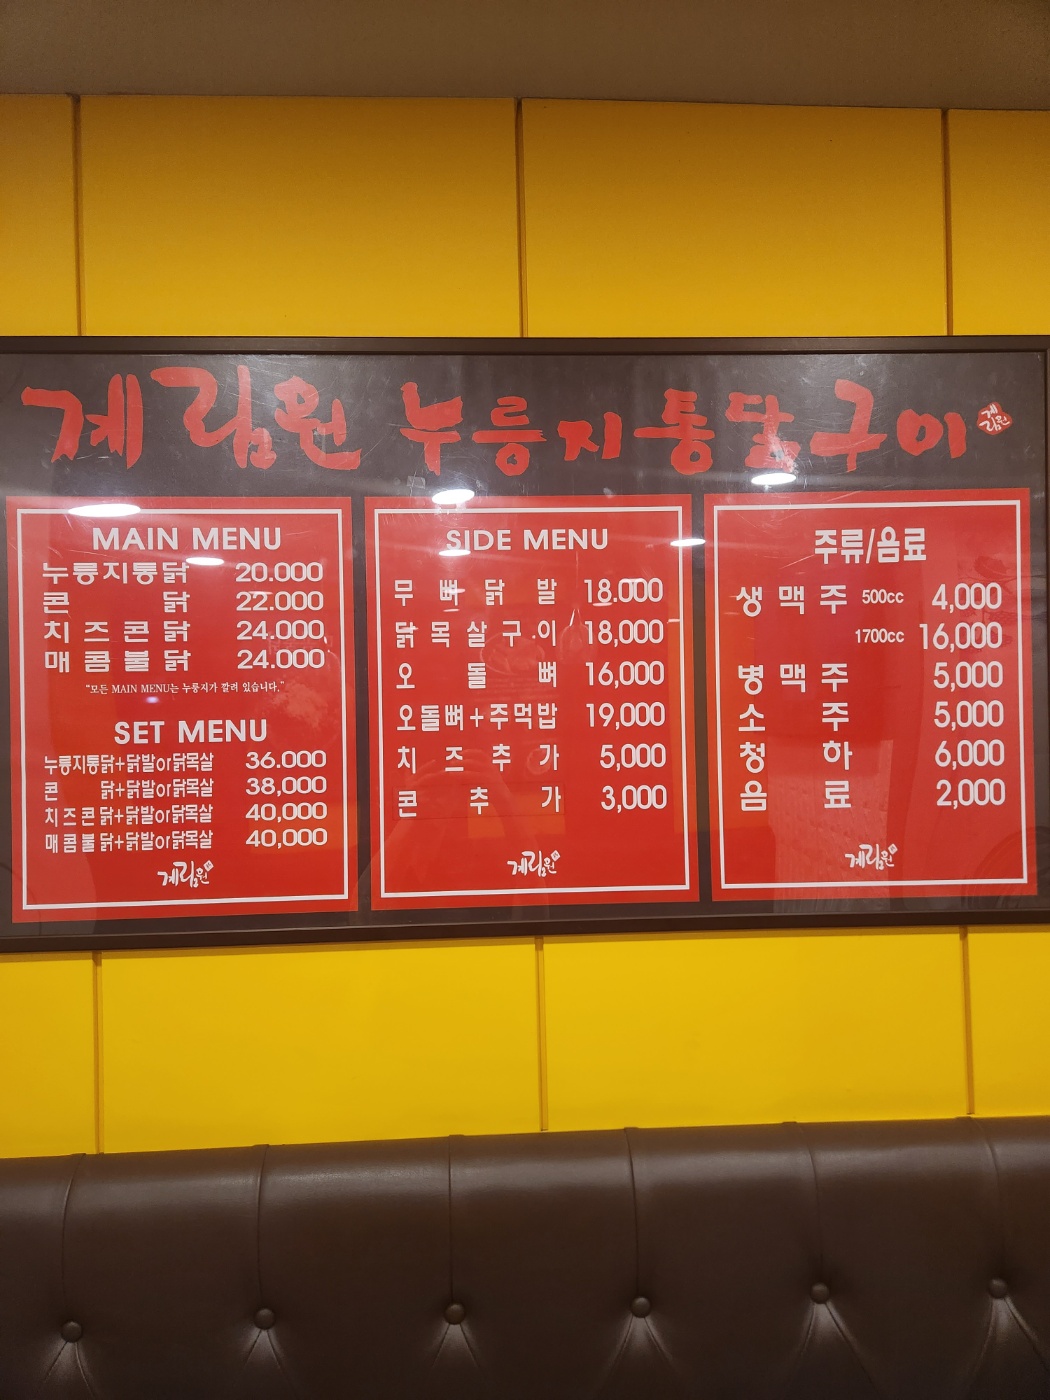 계림원 누룽지통닭구이 계림원
MAIN MENU
누룽지통닭 20.000
콘 닭 22.000
치즈콘닭 24.000
매콤불닭 24.000
"모든 MAIN MENU는 누룽지가 깔려 있습니다."
SET MENU
누룽지통닭+닭발or닭목살 36.000
콘 닭+닭발or닭목살 38,000
치즈콘닭+닭발or닭목살 40,000
매콤불닭+닭발or닭목살 40,000
계림원
SIDE MENU
무뼈닭발 18.000
닭목살구이 18,000
오돌뼈 16,000
오돌뼈+주먹밥 19,000
치즈추가 5,000
콘추가 3,000
계림원
주류/음료
생맥주 500cc 4,000
1700cc 16,000
병맥주 5,000
소주 5,000
청하 6,000
음료 2,000
계림원